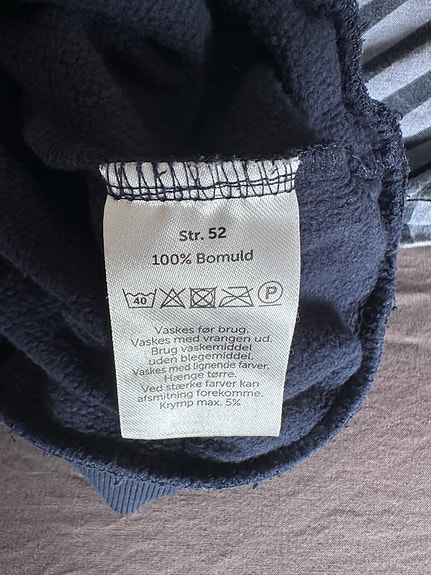 Str. 52
100% Bomuld
40 P
Vaskes før brug.
Vaskes med vrangen ud.
Brug vaskemiddel
uden blegemiddel.
Vaskes med lignende farver.
Hænge tørre.
Ved stærke farver kan
afsmitning forekomme.
Krymp max. 5%